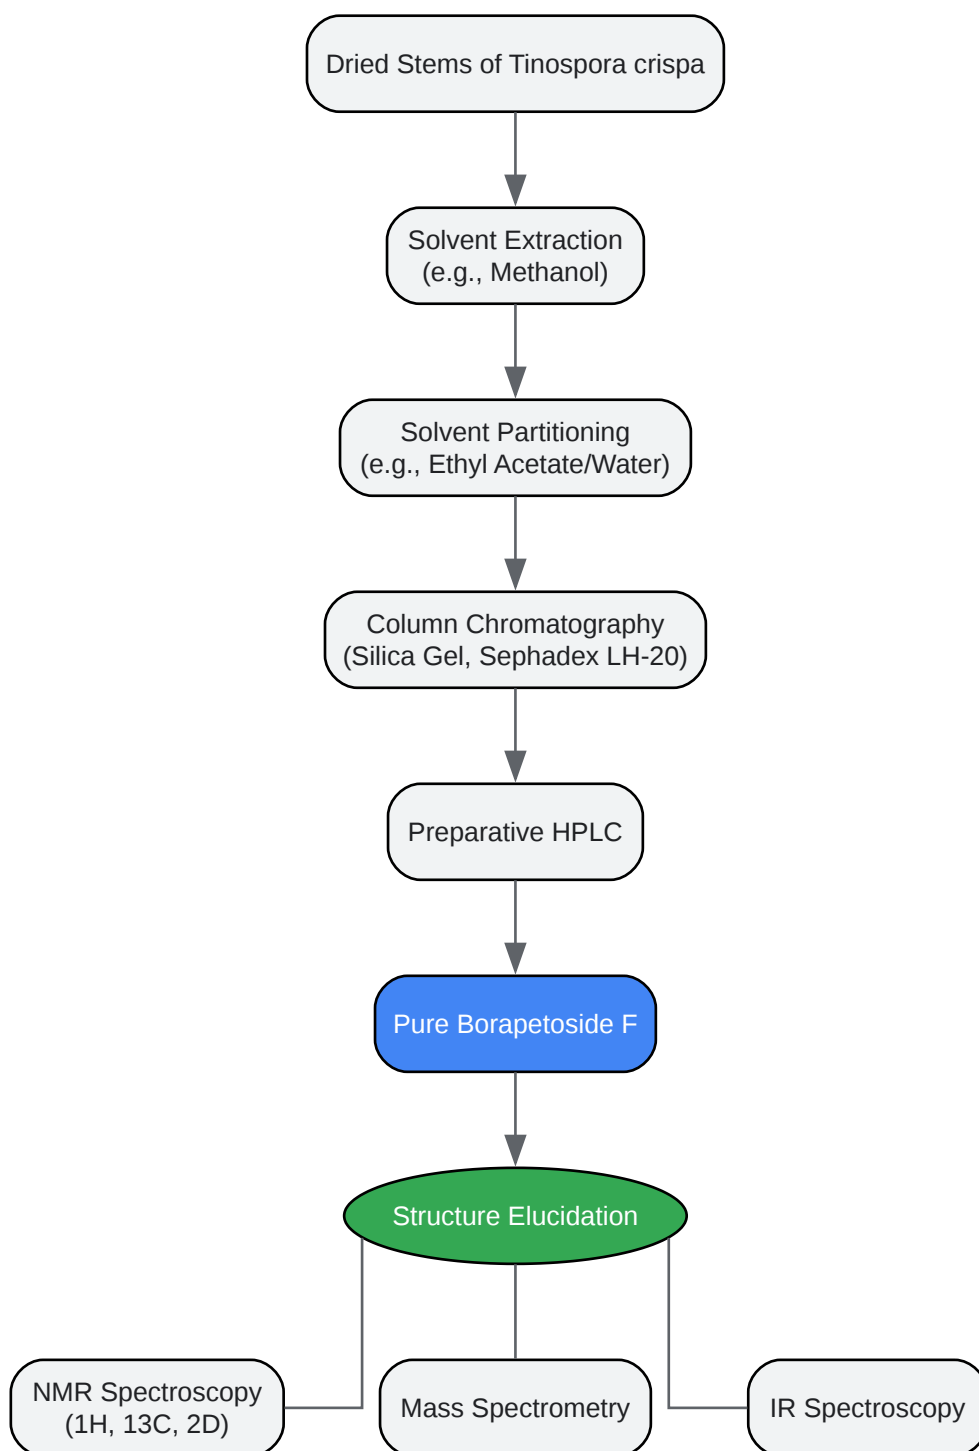 Dried Stems of Tinospora crispa
Solvent Extraction
(e.g., Methanol)
Solvent Partitioning
(e.g., Ethyl Acetate/Water)
Column Chromatography
(Silica Gel, Sephadex LH-20)
Preparative HPLC
Pure Borapetoside F
Structure Elucidation
NMR Spectroscopy
(1H, 13C, 2D)
Mass Spectrometry
IR Spectroscopy